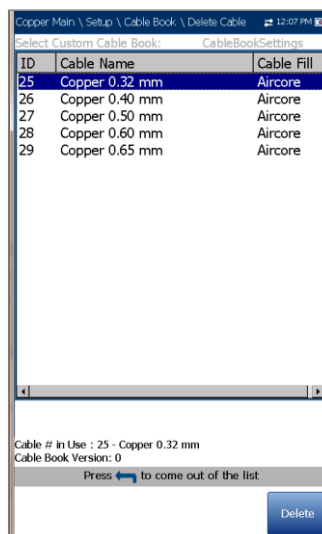 Copper Main \ Setup \ Cable Book \ Delete Cable 12:07 PM
Select Custom Cable Book: CableBookSettings
ID Cable Name Cable Fill
25 Copper 0.32 mm Aircore
26 Copper 0.40 mm Aircore
27 Copper 0.50 mm Aircore
28 Copper 0.60 mm Aircore
29 Copper 0.65 mm Aircore
Cable # in Use : 25 - Copper 0.32 mm
Cable Book Version: 0
Press to come out of the list
Delete